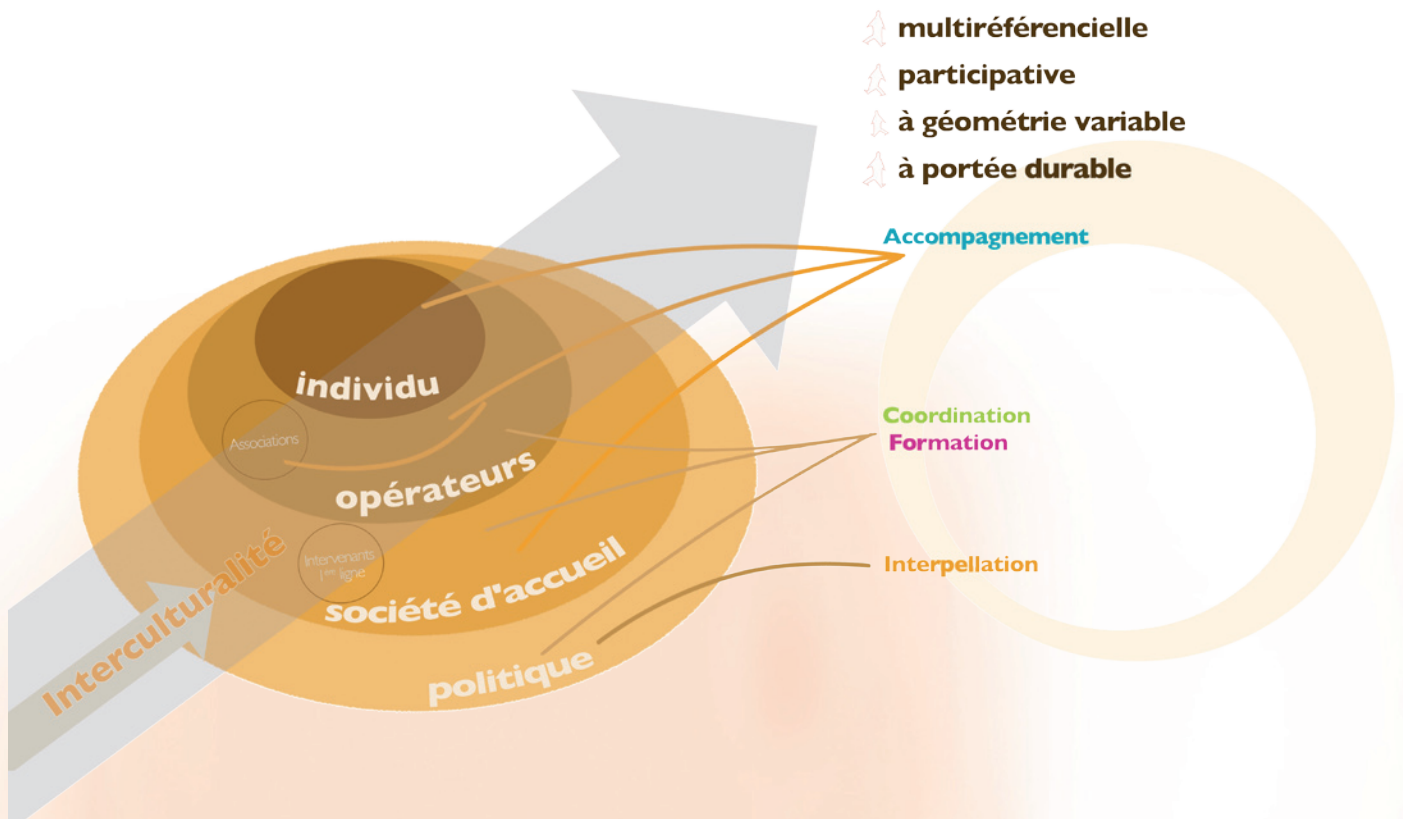 multiréférencielle
participative
à géométrie variable
à portée durable
Accompagnement
individu
Associations
Coordination
Formation
opérateurs
Intervenants
1ère ligne
Interculturalité
société d'accueil
Interpellation
politique